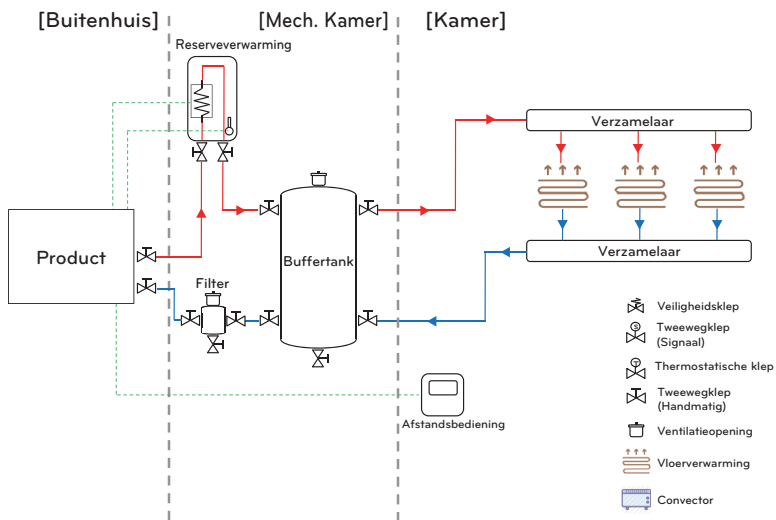 [Buitenhuis]
[Mech. Kamer]
[Kamer]
Reserveverwarming
Verzamelaar
Product
Buffertank
Verzamelaar
Filter
Afstandsbediening
Veiligheidsklep
S
Tweewegklep
(Signaal)
T
Thermostatische klep
Tweewegklep
(Handmatig)
Ventilatieopening
Vloerverwarming
Convector